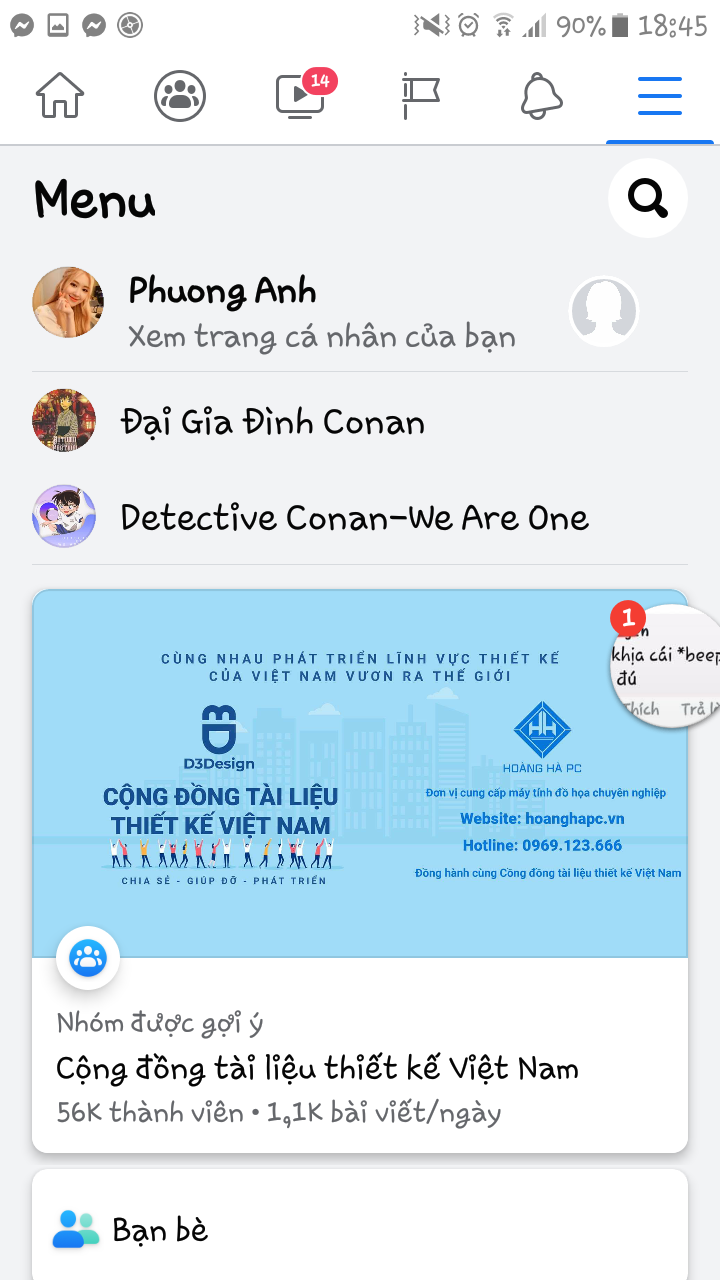 90% 18:45
14
Menu
Phuong Anh
Xem trang cá nhân của bạn
Đại Gia Đình Conan
Detective Conan-We Are One
1
khịa cái *beep
đú
Thích Trả
CÙNG NHAU PHÁT TRIỂN LĨNH VỰC THIẾT KẾ
CỦA VIỆT NAM VƯƠN RA THẾ GIỚI
D3Design
CỘNG ĐỒNG TÀI LIỆU
THIẾT KẾ VIỆT NAM
CHIA SẺ - GIÚP ĐỠ - PHÁT TRIỂN
HH
HOÀNG HÀ PC
Đơn vị cung cấp máy tính đồ họa chuyên nghiệp
Website: hoanghapc.vn
Hotline: 0969.123.666
Đồng hành cùng Cộng đồng tài liệu thiết kế Việt Nam
Nhóm được gợi ý
Cộng đồng tài liệu thiết kế Việt Nam
56K thành viên • 1,1K bài viết/ngày
Bạn bè